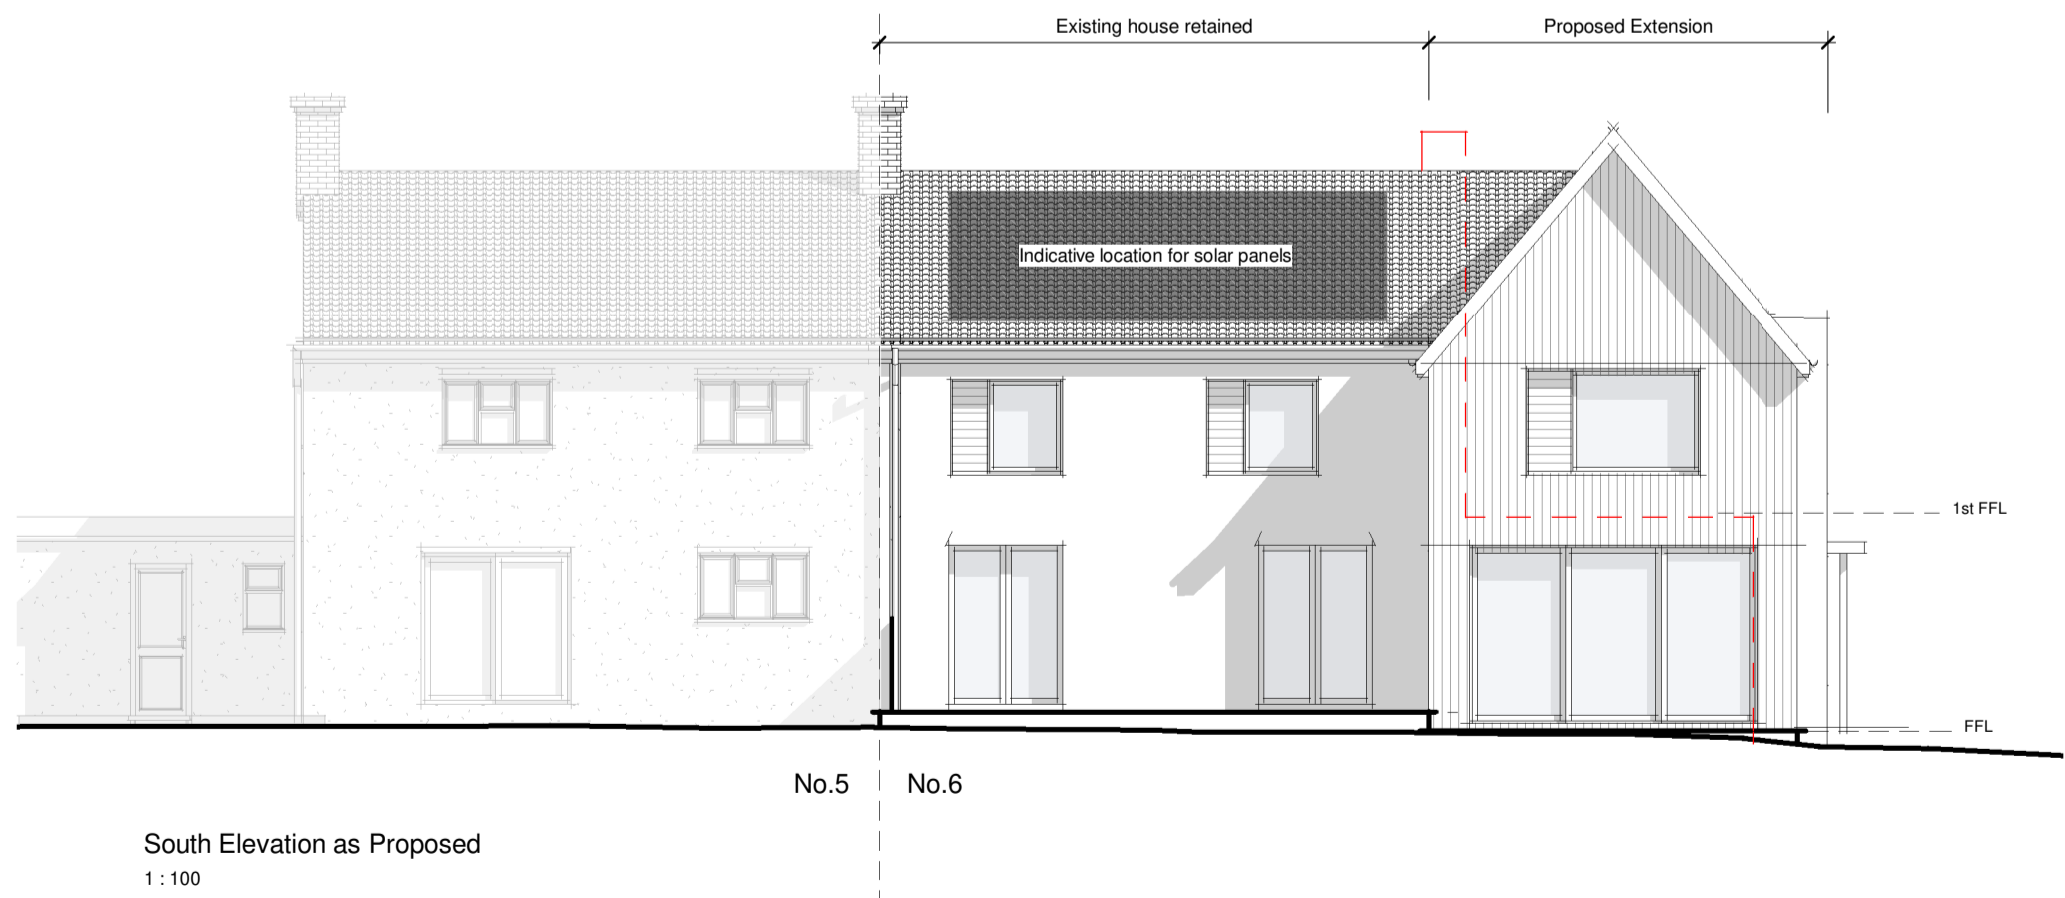 Existing house retained
Proposed Extension
Indicative location for solar panels
1st FFL
FFL
No.5
No.6
South Elevation as Proposed
1 : 100